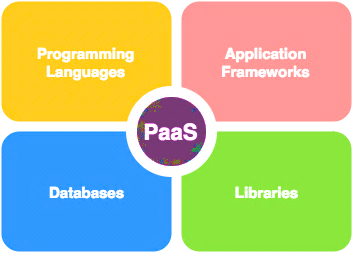 Programming
Languages
Application
Frameworks
PaaS
Databases
Libraries